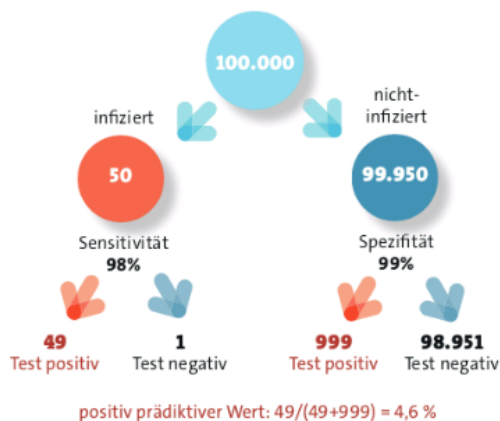 100.000
infiziert
nicht-
infiziert
50
99.950
Sensitivität
98%
Spezifität
99%
49
Test positiv
1
Test negativ
999
Test positiv
98.951
Test negativ
positiv prädiktiver Wert: 49/(49+999) = 4,6 %